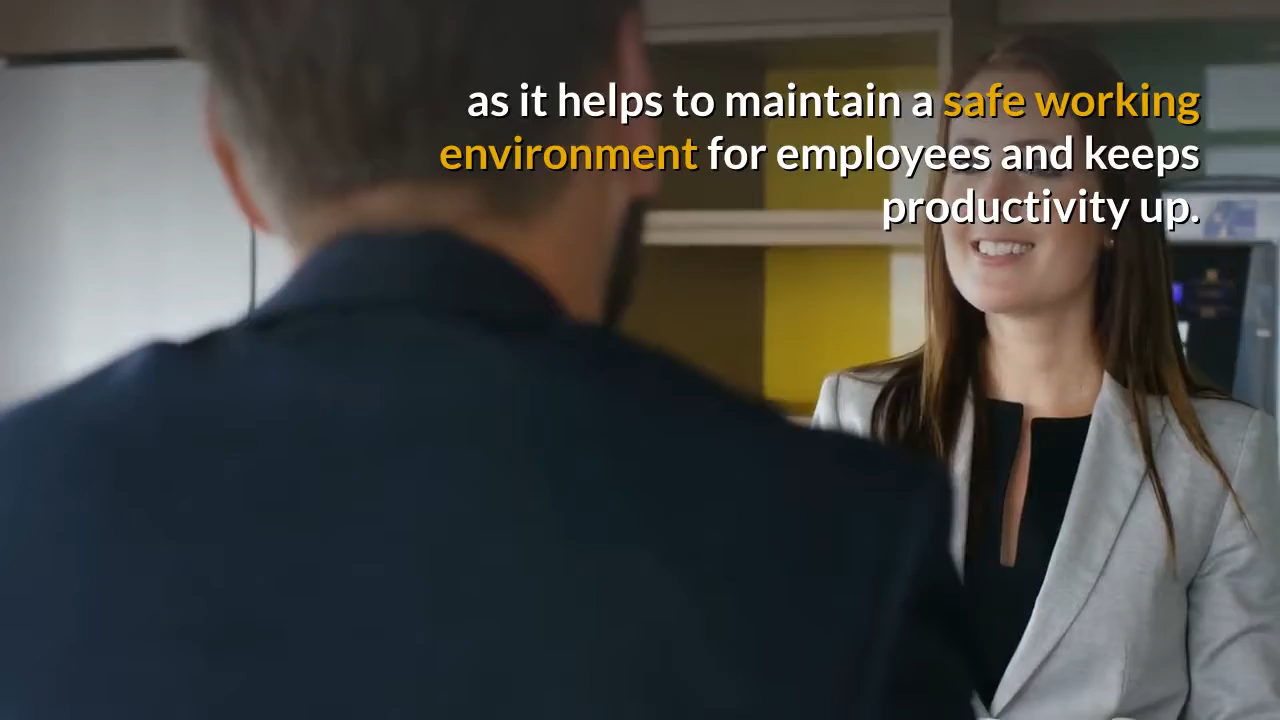 as it helps to maintain a safe working
environment for employees and keeps
productivity up.